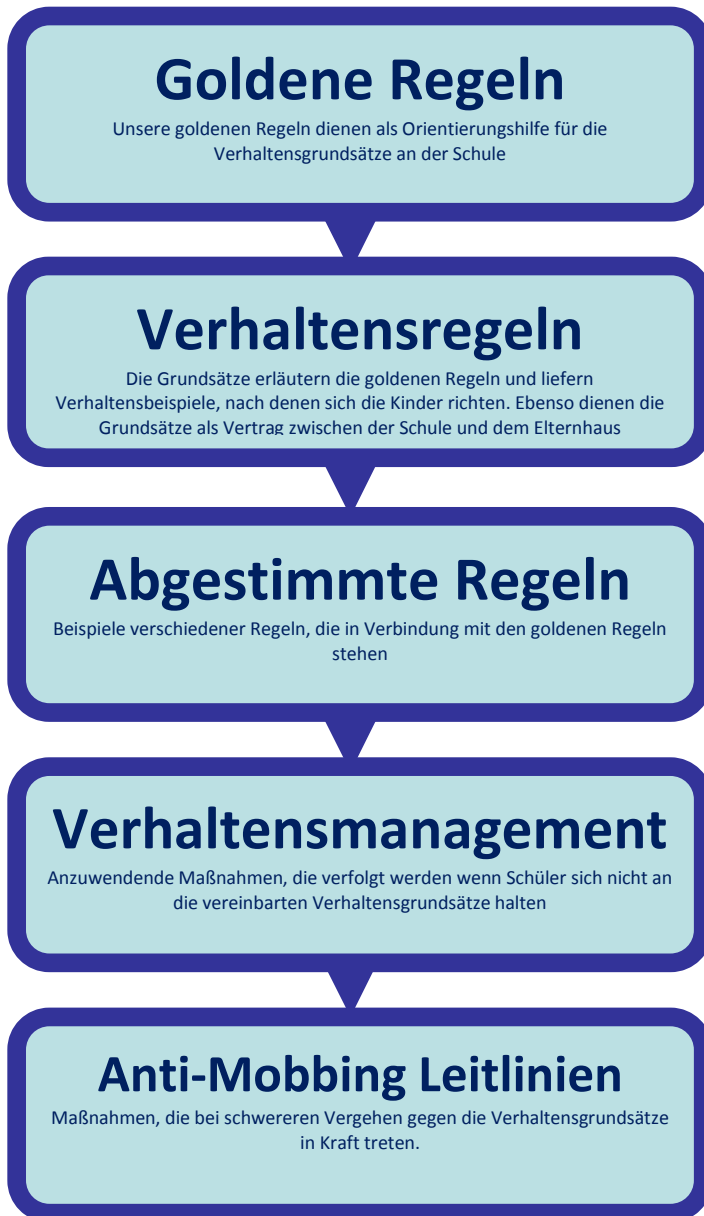 Goldene Regeln
Unsere goldenen Regeln dienen als Orientierungshilfe für die
Verhaltensgrundsätze an der Schule
Verhaltensregeln
Die Grundsätze erläutern die goldenen Regeln und liefern
Verhaltensbeispiele, nach denen sich die Kinder richten. Ebenso dienen die
Grundsätze als Vertrag zwischen der Schule und dem Elternhaus
Abgestimmte Regeln
Beispiele verschiedener Regeln, die in Verbindung mit den goldenen Regeln
stehen
Verhaltensmanagement
Anzuwendende Maßnahmen, die verfolgt werden wenn Schüler sich nicht an
die vereinbarten Verhaltensgrundsätze halten
Anti-Mobbing Leitlinien
Maßnahmen, die bei schwereren Vergehen gegen die Verhaltensgrundsätze
in Kraft treten.